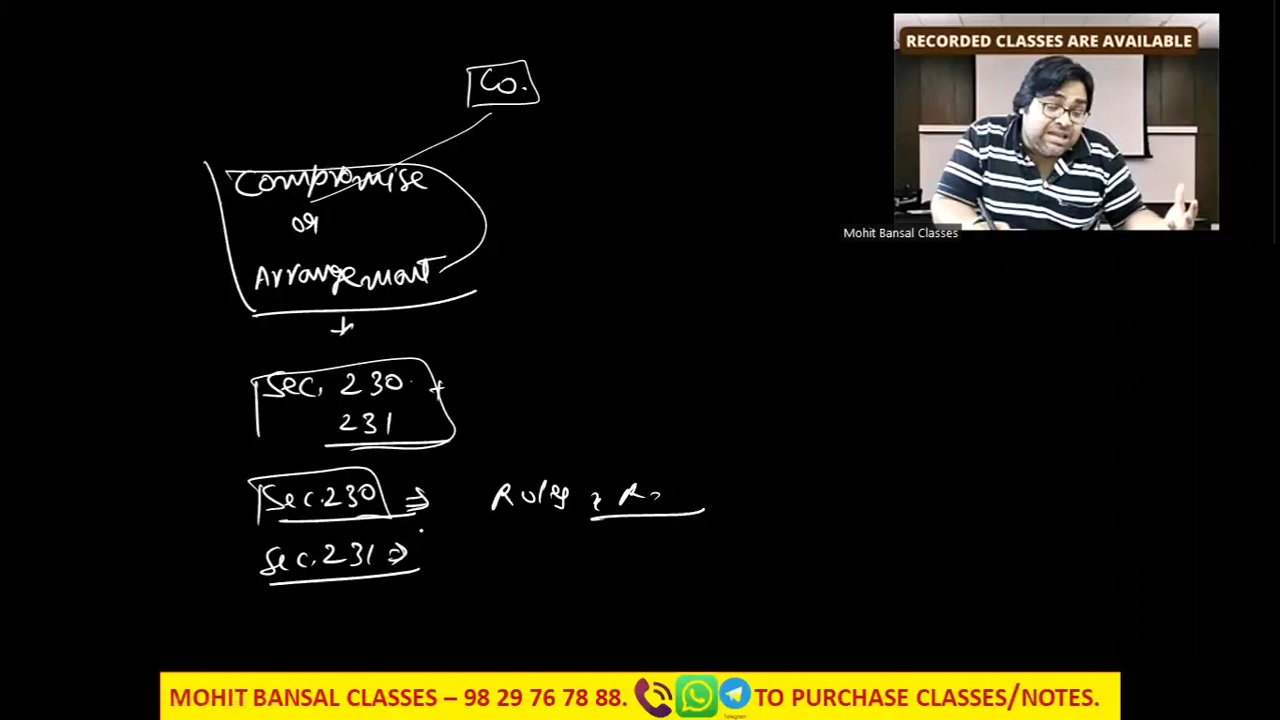 RECORDED CLASSES ARE AVAILABLE
Co.
Compromise
or
Arrangement
Mohit Bansal Classes
Sec. 230
231
Sec. 230 ⇒ Rules
Sec. 231 ⇒
MOHIT BANSAL CLASSES – 98 29 76 78 88. TO PURCHASE CLASSES/NOTES.
Telegram